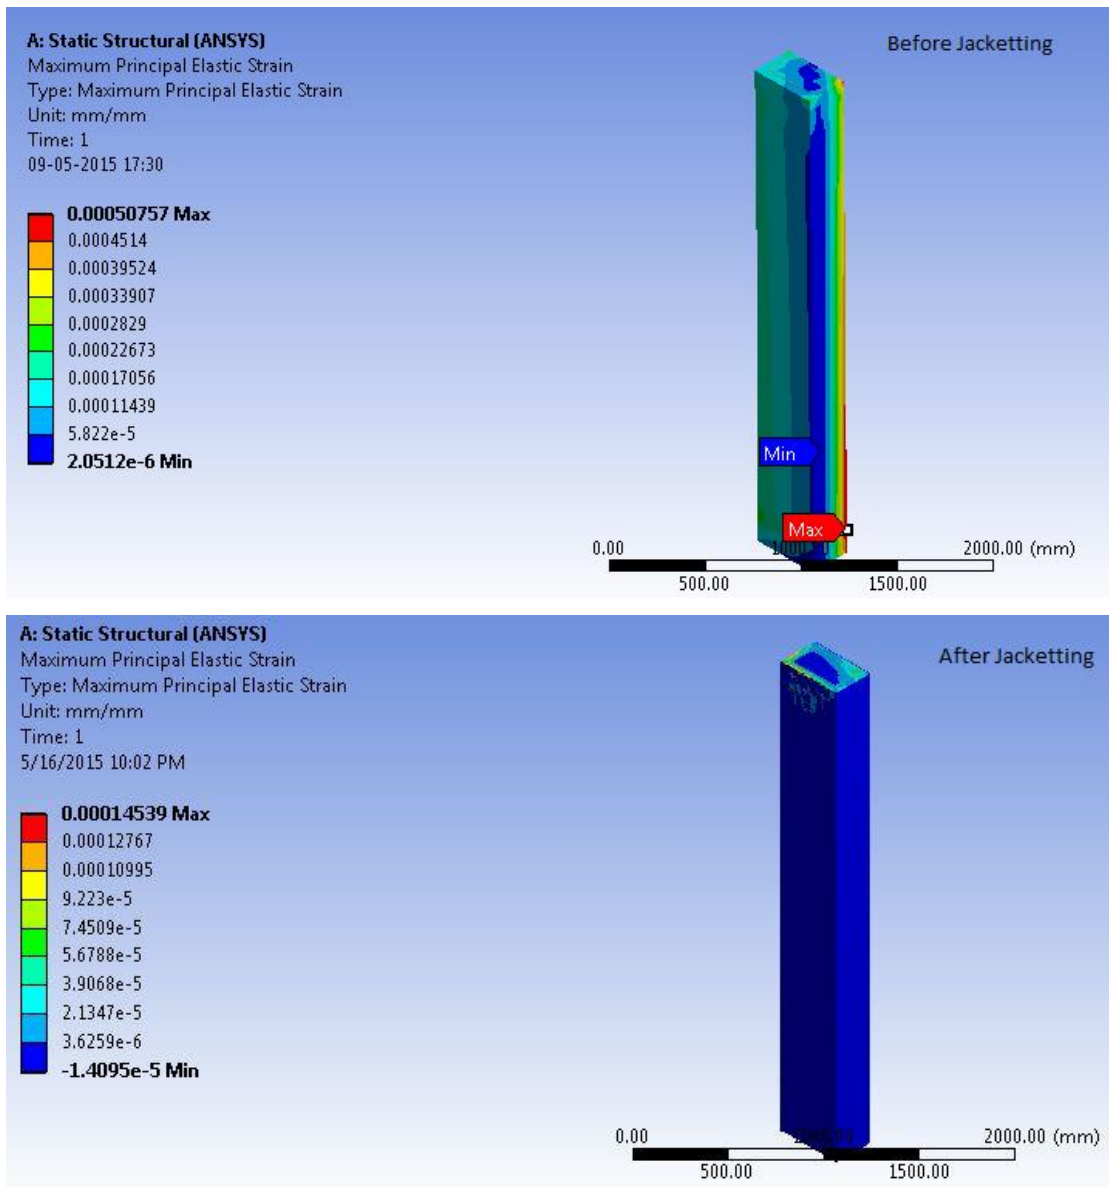 A: Static Structural (ANSYS)
Maximum Principal Elastic Strain
Type: Maximum Principal Elastic Strain
Unit: mm/mm
Time: 1
09-05-2015 17:30
Before Jacketting
0.00050757 Max
0.0004514
0.00039524
0.00033907
0.0002829
0.00022673
0.00017056
0.00011439
5.822e-5
2.0512e-6 Min
Min
Max
0.00 1000.00 2000.00 (mm)
500.00 1500.00
A: Static Structural (ANSYS)
Maximum Principal Elastic Strain
Type: Maximum Principal Elastic Strain
Unit: mm/mm
Time: 1
5/16/2015 10:02 PM
After Jacketting
0.00014539 Max
0.00012767
0.00010995
9.223e-5
7.4509e-5
5.6788e-5
3.9068e-5
2.1347e-5
3.6259e-6
-1.4095e-5 Min
0.00 1000.00 2000.00 (mm)
500.00 1500.00